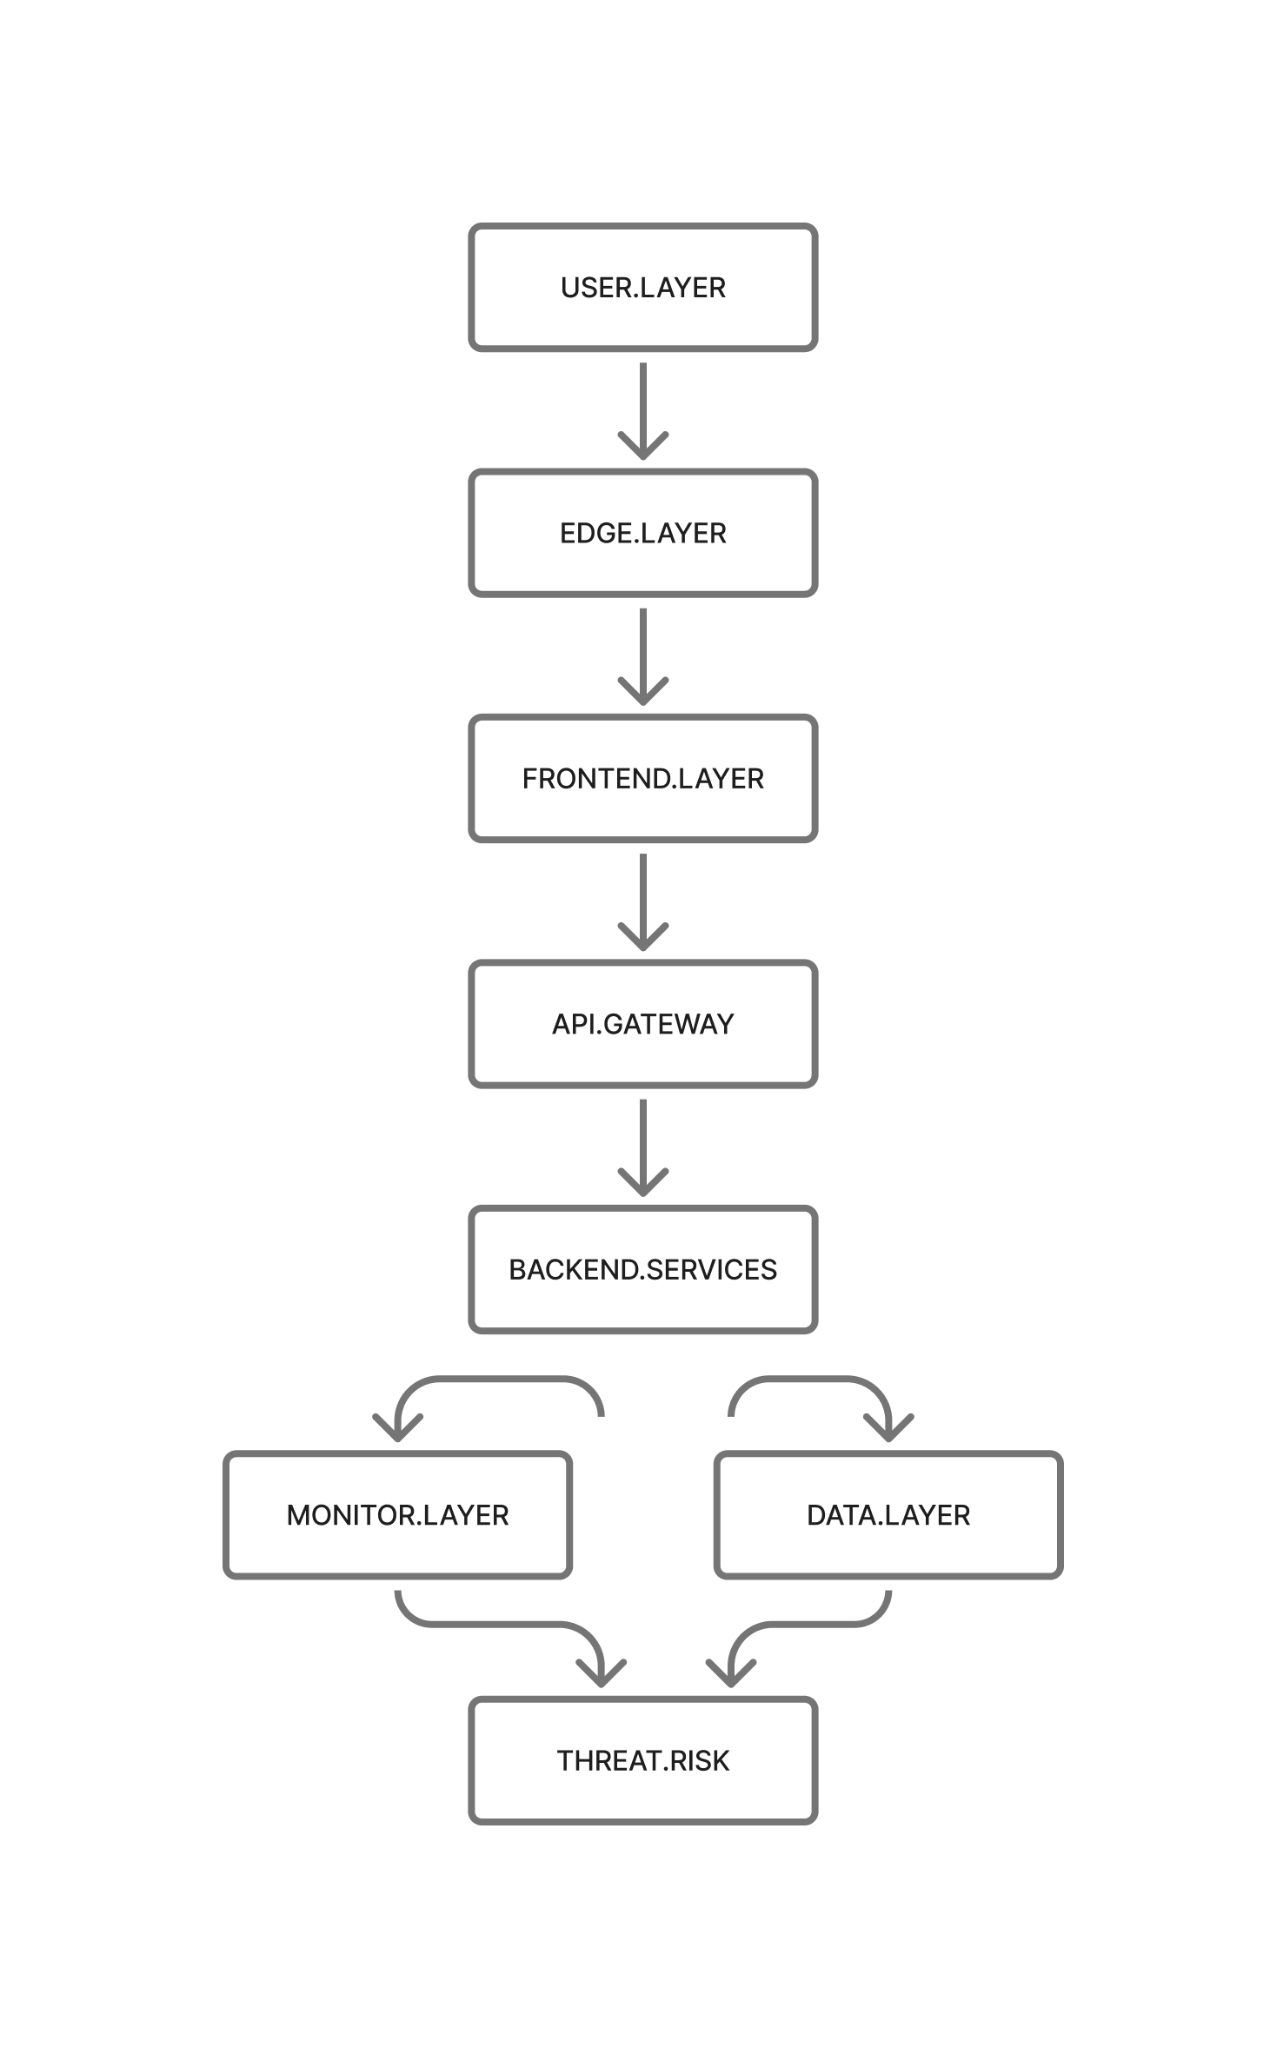 USER.LAYER
EDGE.LAYER
FRONTEND.LAYER
API.GATEWAY
BACKEND.SERVICES
MONITOR.LAYER
DATA.LAYER
THREAT.RISK